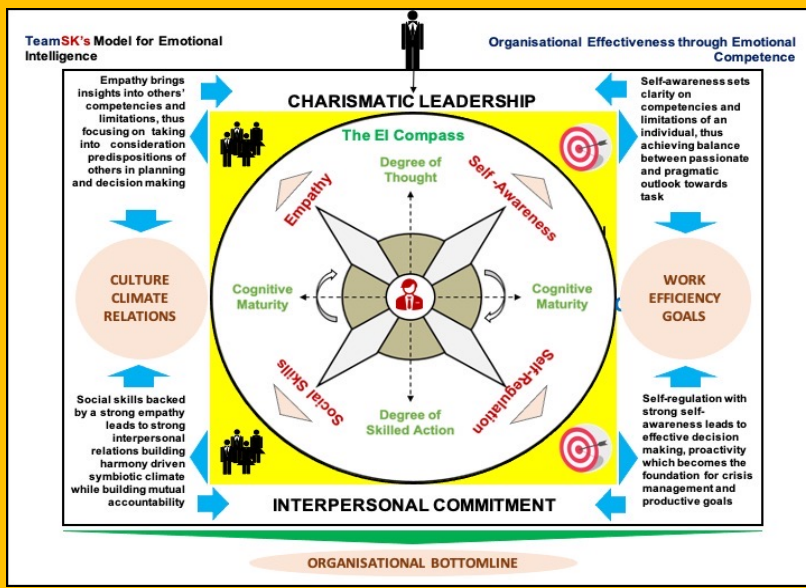 TeamSK's Model for Emotional
Intelligence
Organisational Effectiveness through Emotional
Competence
Empathy brings
insights into others'
competencies and
limitations, thus
focusing on taking
into consideration
predispositions of
others in planning
and decision making
CHARISMATIC LEADERSHIP
Self-awareness sets
clarity on
competencies and
limitations of an
individual, thus
achieving balance
between passionate
and pragmatic
outlook towards
task
The EI Compass
Degree of
Thought
Empathy
Self -Awareness
CULTURE
CLIMATE
RELATIONS
Cognitive
Maturity
Cognitive
Maturity
WORK
EFFICIENCY
GOALS
Social Skills
Self-Regulation
Degree of
Skilled Action
Social skills backed
by a strong empathy
leads to strong
interpersonal
relations building
harmony driven
symbiotic climate
while building mutual
accountability
Self-regulation with
strong self-
awareness leads to
effective decision
making, proactivity
which becomes the
foundation for crisis
management and
productive goals
INTERPERSONAL COMMITMENT
ORGANISATIONAL BOTTOMLINE